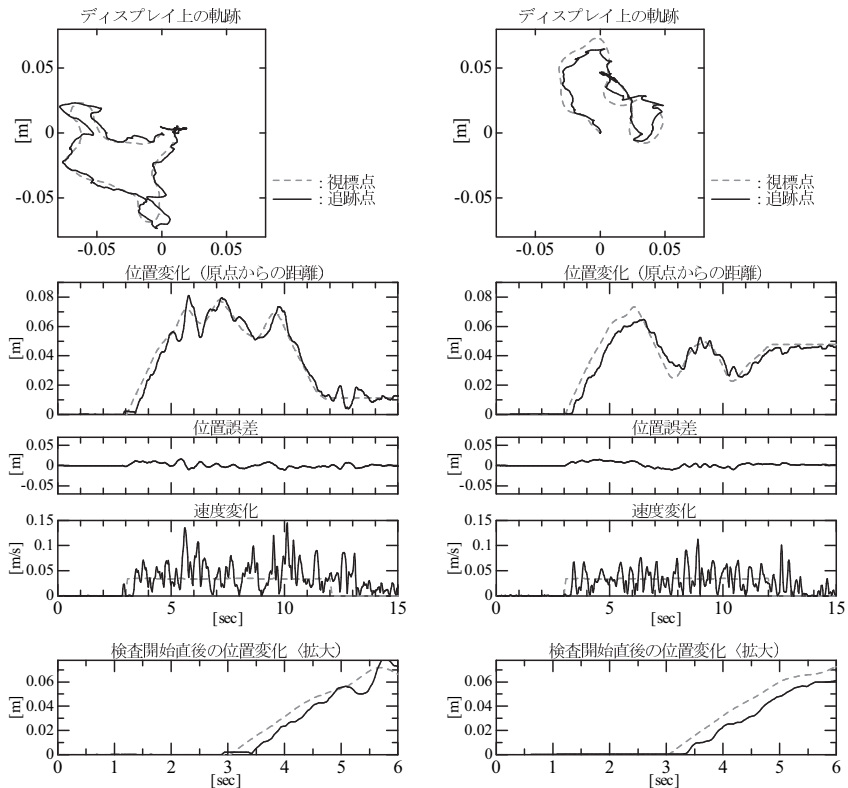 ディスプレイ上の軌跡
0.05
0
-0.05
[m]
-0.05 0 0.05
: 視標点
: 追跡点
位置変化（原点からの距離）
0.08
0.06
0.04
0.02
0
[m]
位置誤差
0.05
0
-0.05
[m]
速度変化
0.15
0.1
0.05
0
[m/s]
0 5 10 15
[sec]
検査開始直後の位置変化〈拡大）
0.06
0.04
0.02
0
[m]
0 1 2 3 4 5 6
[sec]
ディスプレイ上の軌跡
0.05
0
-0.05
[m]
-0.05 0 0.05
: 視標点
: 追跡点
位置変化（原点からの距離）
0.08
0.06
0.04
0.02
0
[m]
位置誤差
0.05
0
-0.05
[m]
速度変化
0.15
0.1
0.05
0
[m/s]
0 5 10 15
[sec]
検査開始直後の位置変化〈拡大）
0.06
0.04
0.02
0
[m]
0 1 2 3 4 5 6
[sec]